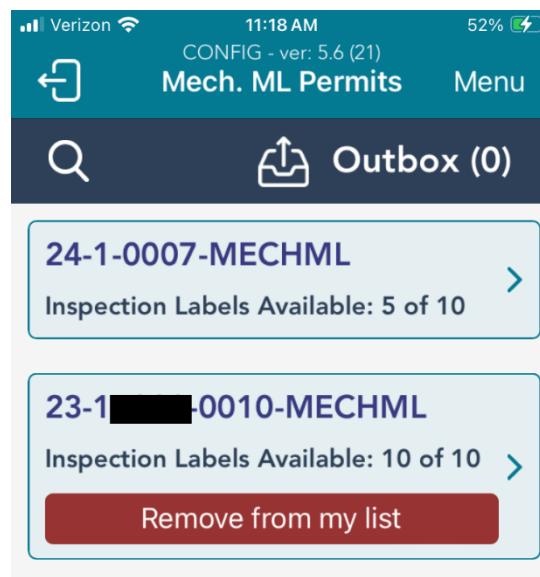 Verizon 11:18 AM 52%
CONFIG - ver: 5.6 (21)
Mech. ML Permits Menu
Outbox (0)
24-1-0007-MECHML
Inspection Labels Available: 5 of 10
23-1 -0010-MECHML
Inspection Labels Available: 10 of 10
Remove from my list